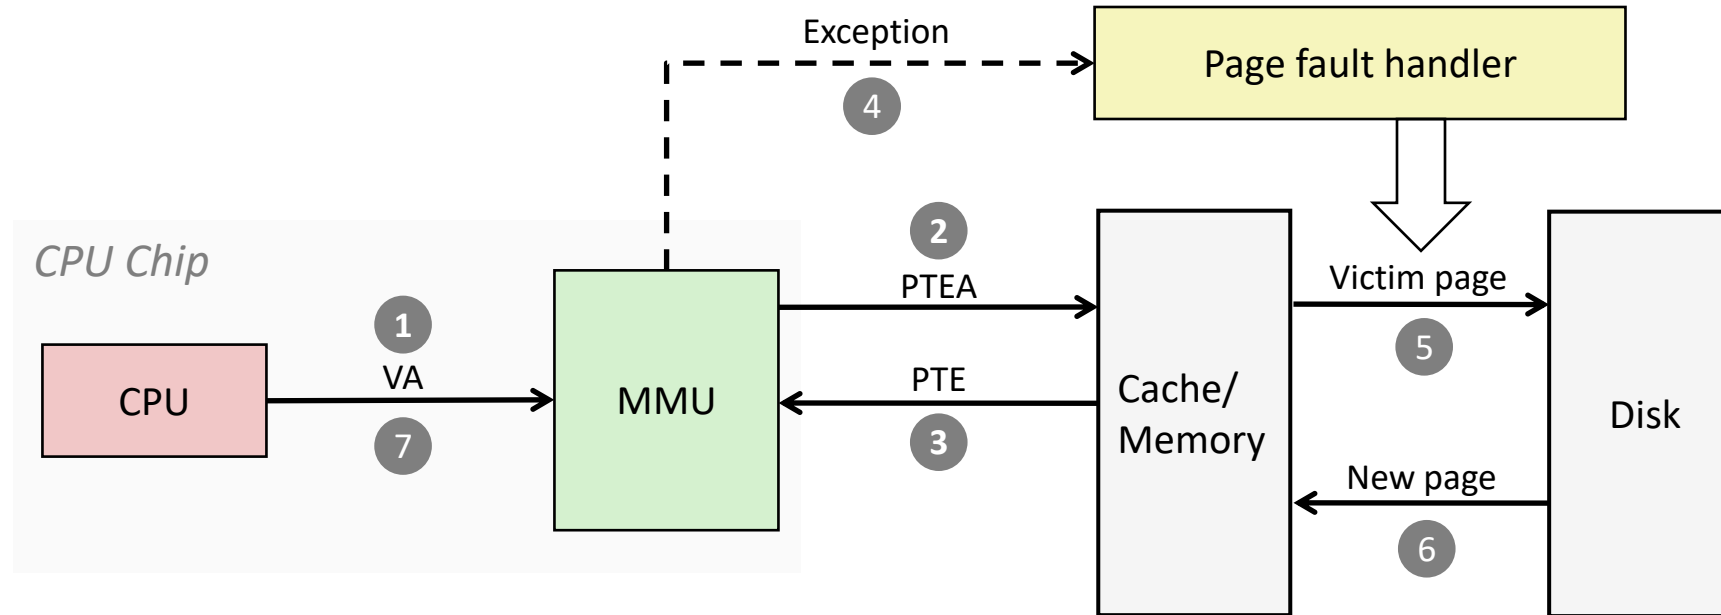 Exception
Page fault handler
4
CPU Chip
2
PTEA
Victim page
1
VA
5
CPU
MMU
PTE
Cache/
Memory
Disk
7
3
New page
6